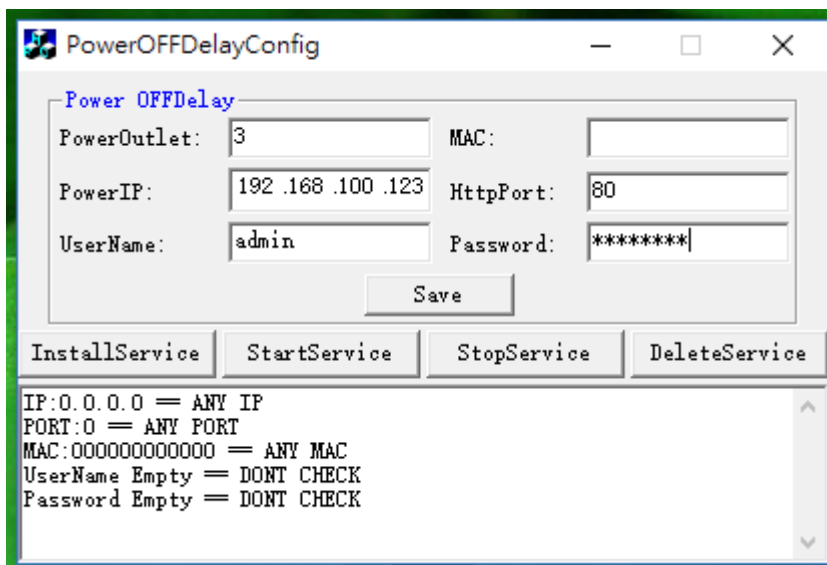 PowerOFFDelayConfig
Power OFFDelay
PowerOutlet: 3 MAC:
PowerIP: 192 .168 .100 .123 HttpPort: 80
UserName: admin Password: ********
Save
InstallService StartService StopService DeleteService
IP:0.0.0.0 == ANY IP
PORT:0 == ANY PORT
MAC:000000000000 == ANY MAC
UserName Empty == DONT CHECK
Password Empty == DONT CHECK